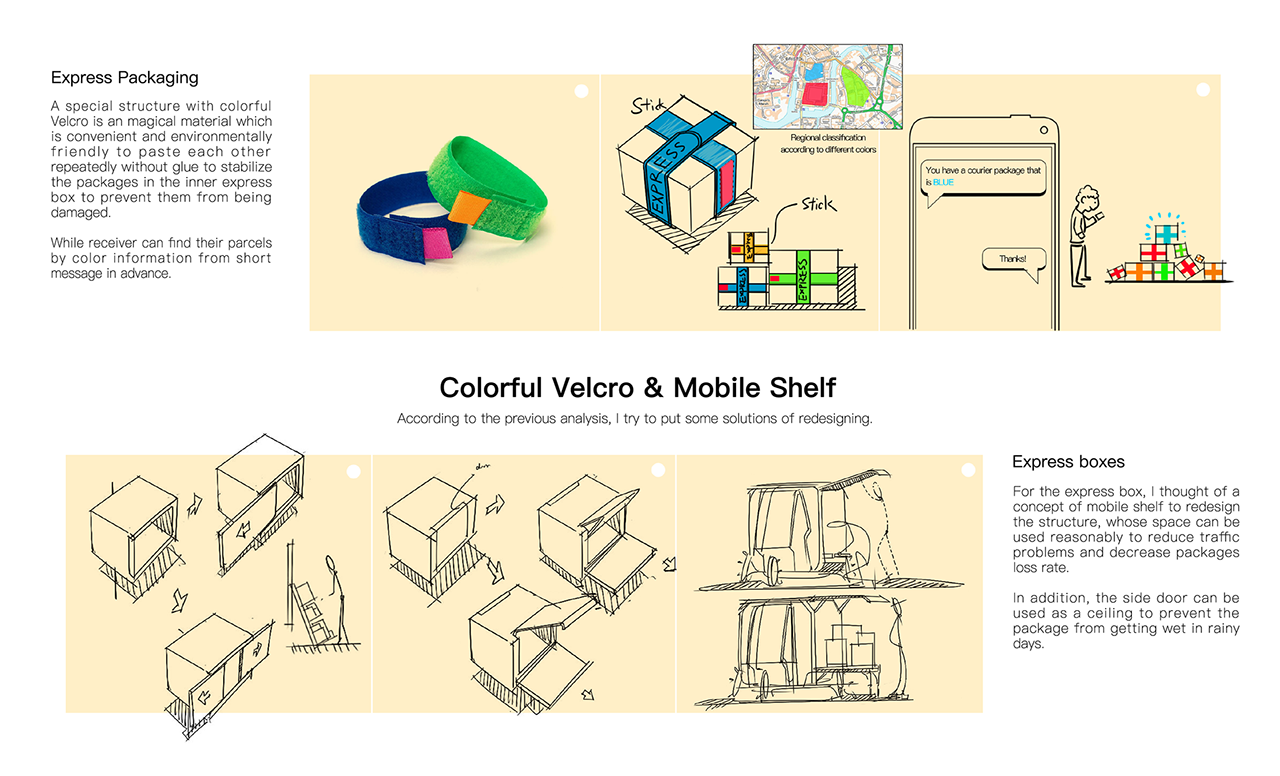 Express Packaging
A special structure with colorful
Velcro is an magical material which
is convenient and environmentally
friendly to paste each other
repeatedly without glue to stabilize
the packages in the inner express
box to prevent them from being
damaged.
While receiver can find their parcels
by color information from short
message in advance.
Stick
EXPRESS
EXPRESS
Regional classification
according to different colors
Stick
EXPRESS
EXPRESS
EXPRESS
You have a courier package that
is BLUE
Thanks!
Colorful Velcro & Mobile Shelf
According to the previous analysis, I try to put some solutions of redesigning.
Express boxes
For the express box, I thought of a
concept of mobile shelf to redesign
the structure, whose space can be
used reasonably to reduce traffic
problems and decrease packages
loss rate.
In addition, the side door can be
used as a ceiling to prevent the
package from getting wet in rainy
days.